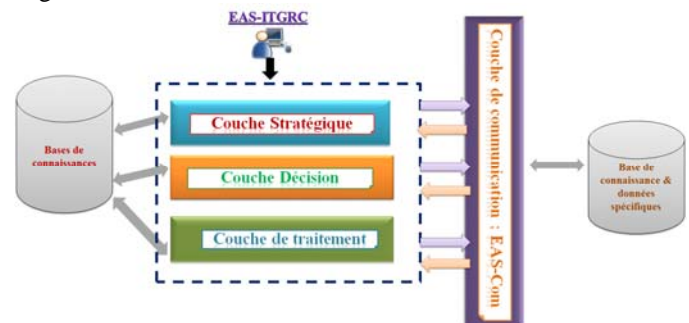 EAS-ITGRC
Bases de
connaissances
Couche Stratégique
Couche Décision
Couche de traitement
Couche de communication : EAS-Com
Base de
connaissance &
données
spécifiques